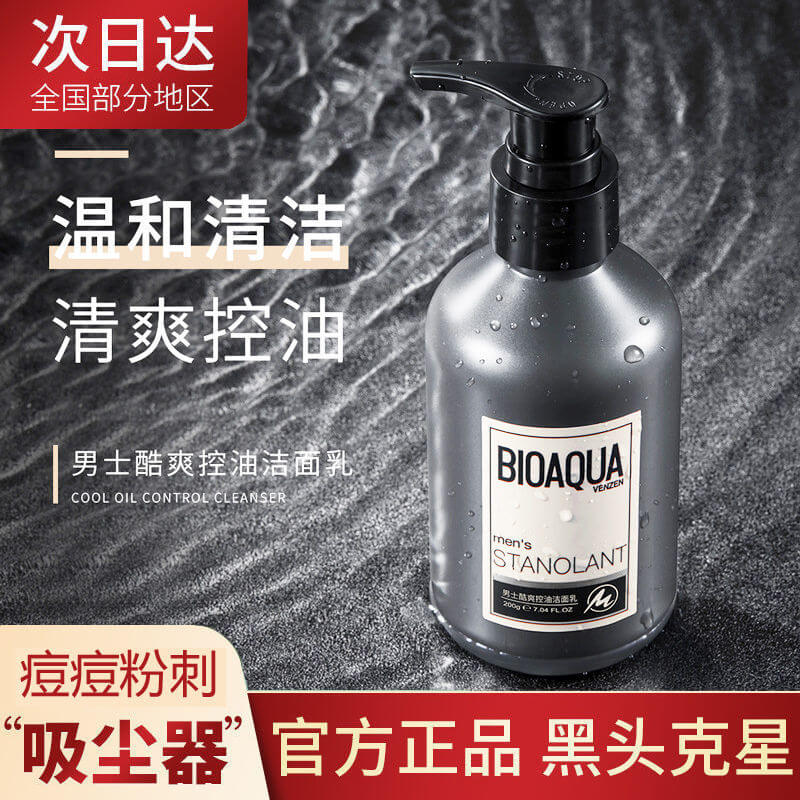 次日达
全国部分地区
温和清洁
清爽控油
男士酷爽控油洁面乳
COOL OIL CONTROL CLEANSER
BIOAQUA
VENZEN
men's
STANOLANT
男士酷爽控油洁面乳
200g e 7.04 FL.OZ
痘痘粉刺
“吸尘器”
官方正品 黑头克星